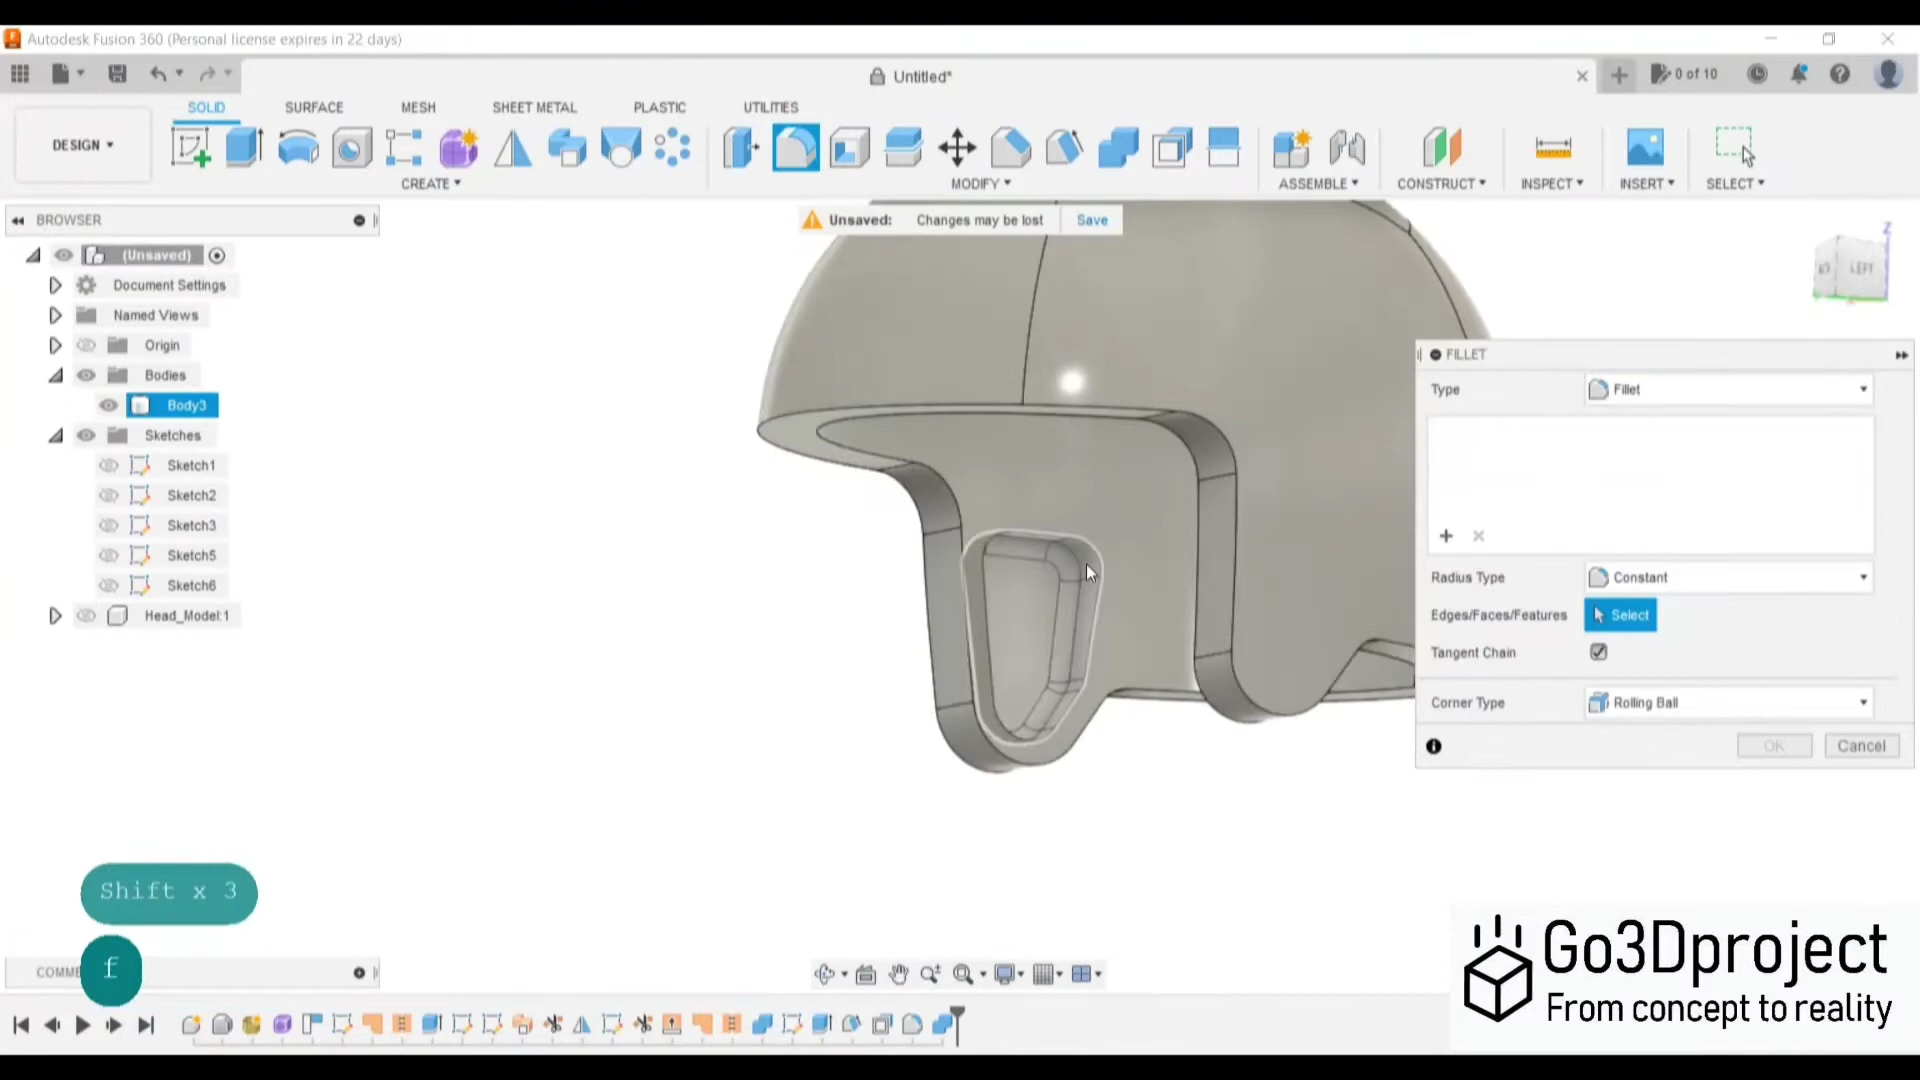 Autodesk Fusion 360 (Personal license expires in 22 days)
Untitled*
0 of 10
SOLID SURFACE MESH SHEET METAL PLASTIC UTILITIES
DESIGN
CREATE MODIFY ASSEMBLE CONSTRUCT INSPECT INSERT SELECT
BROWSER
Unsaved: Changes may be lost Save
(Unsaved)
Document Settings
Named Views
Origin
Bodies
Body3
Sketches
Sketch1
Sketch2
Sketch3
Sketch5
Sketch6
Head_Model:1
Z
LEFT
FILLET
Type Fillet
Radius Type Constant
Edges/Faces/Features Select
Tangent Chain
Corner Type Rolling Ball
OK Cancel
Shift x 3
f
COMME
Go3Dproject
From concept to reality